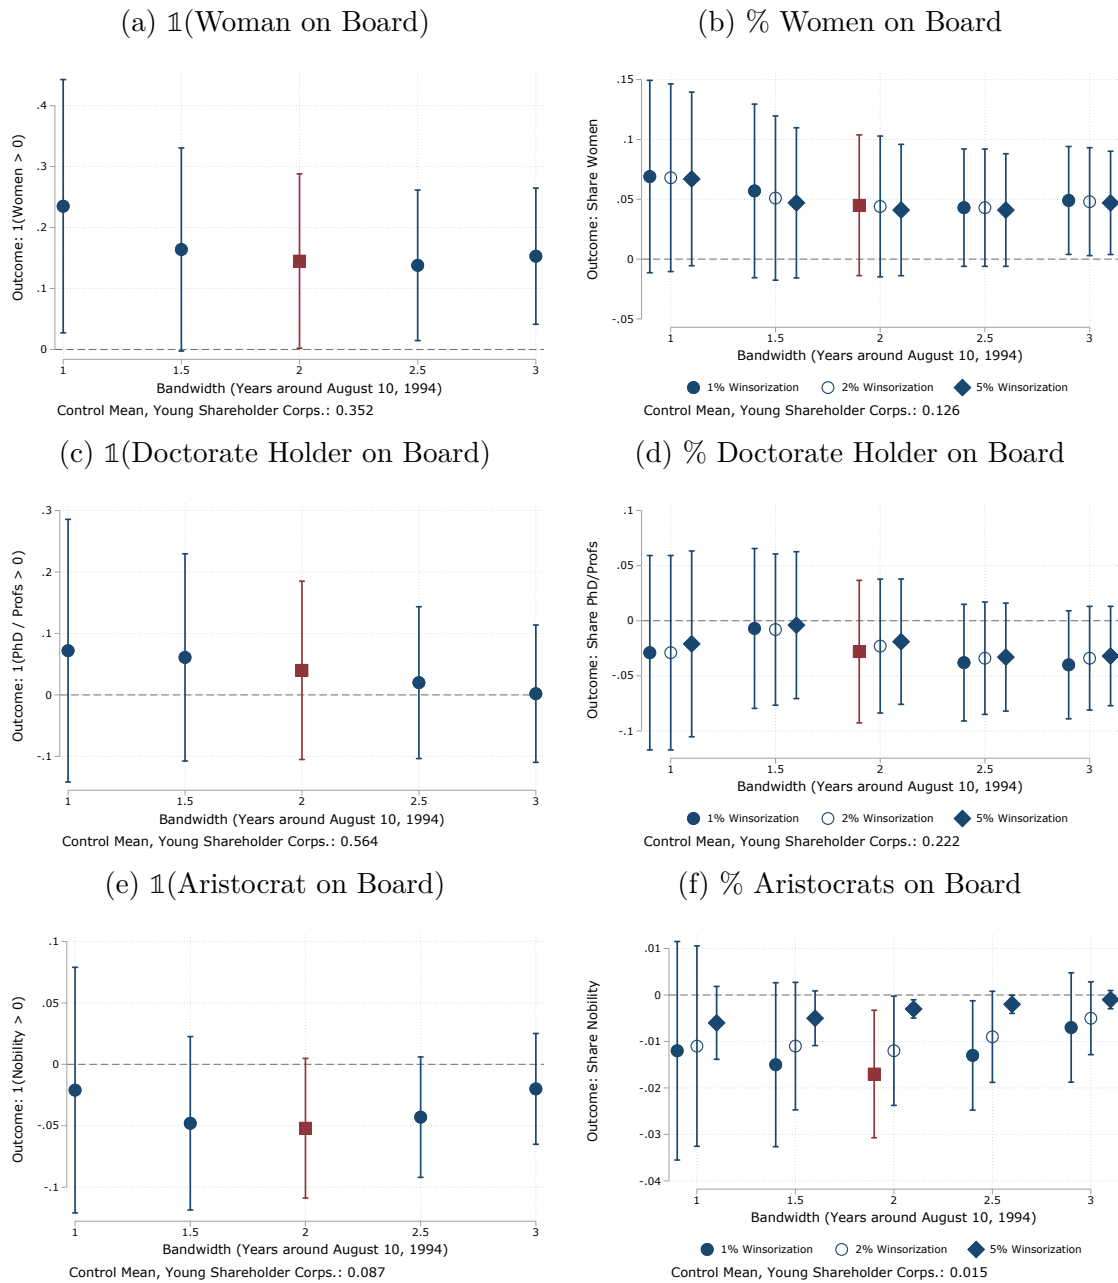 (a) 𝟙(Woman on Board)
Outcome: 1(Women > 0)
.4
.3
.2
.1
0
1 1.5 2 2.5 3
Bandwidth (Years around August 10, 1994)
Control Mean, Young Shareholder Corps.: 0.352
(b) % Women on Board
Outcome: Share Women
.15
.1
.05
0
-.05
1 1.5 2 2.5 3
Bandwidth (Years around August 10, 1994)
1% Winsorization 2% Winsorization 5% Winsorization
Control Mean, Young Shareholder Corps.: 0.126
(c) 𝟙(Doctorate Holder on Board)
Outcome: 1(PhD / Profs > 0)
.3
.2
.1
0
-.1
1 1.5 2 2.5 3
Bandwidth (Years around August 10, 1994)
Control Mean, Young Shareholder Corps.: 0.564
(d) % Doctorate Holder on Board
Outcome: Share PhD/Profs
.1
.05
0
-.05
-.1
1 1.5 2 2.5 3
Bandwidth (Years around August 10, 1994)
1% Winsorization 2% Winsorization 5% Winsorization
Control Mean, Young Shareholder Corps.: 0.222
(e) 𝟙(Aristocrat on Board)
Outcome: 1(Nobility > 0)
.1
.05
0
-.05
-.1
1 1.5 2 2.5 3
Bandwidth (Years around August 10, 1994)
Control Mean, Young Shareholder Corps.: 0.087
(f) % Aristocrats on Board
Outcome: Share Nobility
.01
0
-.01
-.02
-.03
-.04
1 1.5 2 2.5 3
Bandwidth (Years around August 10, 1994)
1% Winsorization 2% Winsorization 5% Winsorization
Control Mean, Young Shareholder Corps.: 0.015